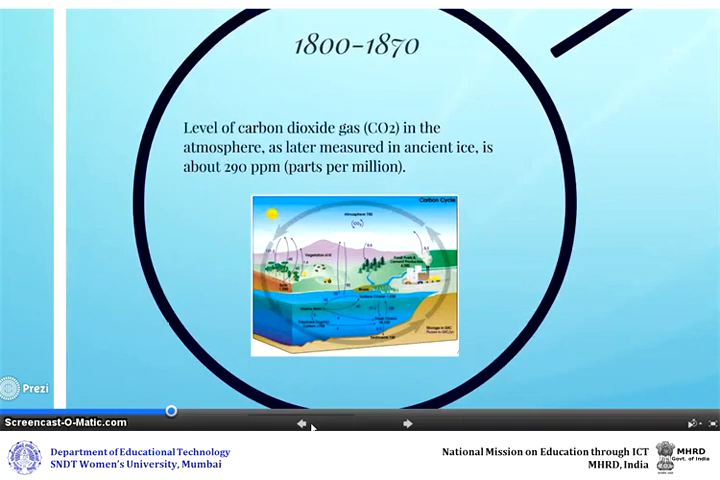 1800-1870
Level of carbon dioxide gas (CO2) in the
atmosphere, as later measured in ancient ice, is
about 290 ppm (parts per million).
Carbon Cycle
Prezi
Screencast-O-Matic.com
Department of Educational Technology
SNDT Women's University, Mumbai
National Mission on Education through ICT
MHRD, India
MHRD
Govt. of India